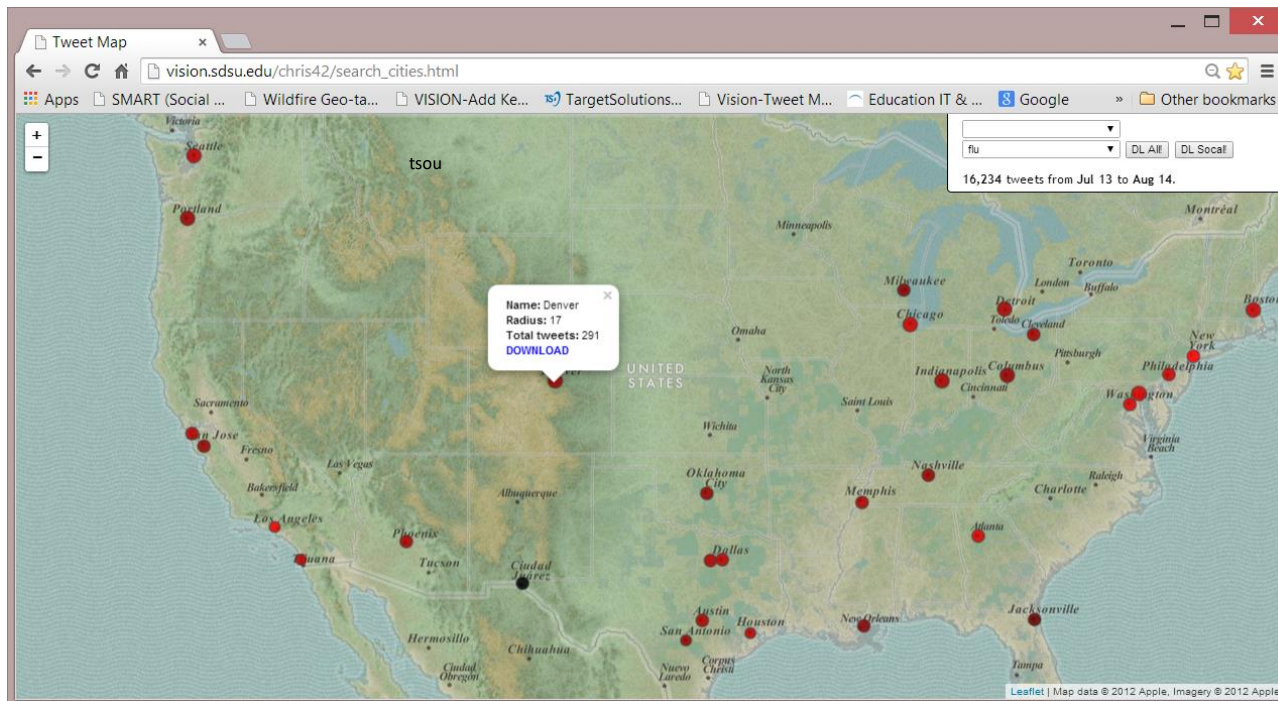 Tweet Map
vision.sdsu.edu/chris42/search_cities.html
Apps SMART (Social ... Wildfire Geo-ta... VISION-Add Ke... TargetSolutions... Vision-Tweet M... Education IT & ... Google » Other bookmarks
+
−
flu DL All! DL Socal!
16,234 tweets from Jul 13 to Aug 14.
tsou
Victoria
Seattle
Portland
Minneapolis
Montréal
Toronto
London
Buffalo
Milwaukee
Detroit
Chicago
Toledo
Cleveland
Boston
New
York
Name: Denver
Radius: 17
Total tweets: 291
DOWNLOAD
Omaha
Pittsburgh
Philadelphia
UNITED
STATES
North
Kansas
City
Indianapolis
Columbus
Cincinnati
Washington
Sacramento
Saint Louis
San Jose
Fresno
Wichita
Virginia
Beach
Las Vegas
Bakersfield
Albuquerque
Oklahoma
City
Nashville
Memphis
Charlotte
Raleigh
Los Angeles
Phoenix
Atlanta
Tijuana
Tucson
Ciudad
Juárez
Dallas
Austin
San Antonio
Houston
New Orleans
Jacksonville
Hermosillo
Chihuahua
Ciudad
Obregón
Nuevo
Laredo
Corpus
Christi
Tampa
Leaflet | Map data © 2012 Apple, Imagery © 2012 Apple